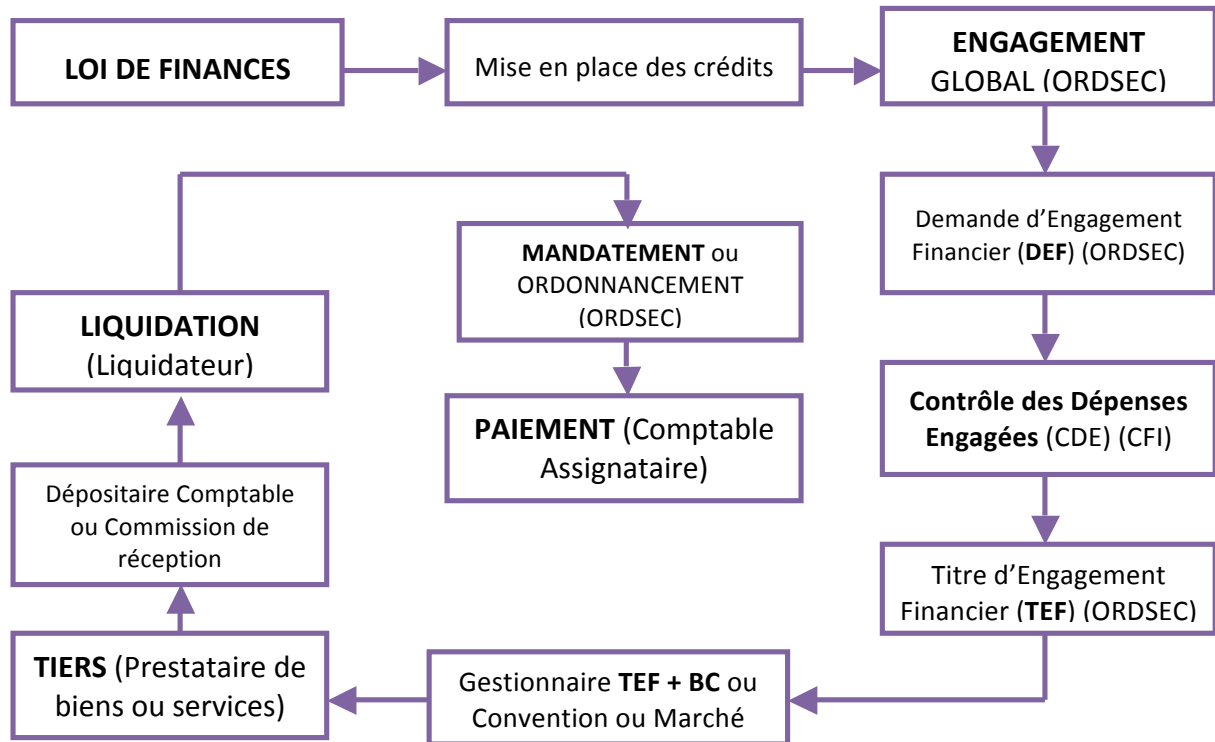 LOI DE FINANCES
Mise en place des crédits
ENGAGEMENT
GLOBAL (ORDSEC)
Demande d’Engagement
Financier (DEF) (ORDSEC)
Contrôle des Dépenses
Engagées (CDE) (CFI)
Titre d’Engagement
Financier (TEF) (ORDSEC)
Gestionnaire TEF + BC ou
Convention ou Marché
TIERS (Prestataire de
biens ou services)
Dépositaire Comptable
ou Commission de
réception
LIQUIDATION
(Liquidateur)
MANDATEMENT ou
ORDONNANCEMENT
(ORDSEC)
PAIEMENT (Comptable
Assignataire)